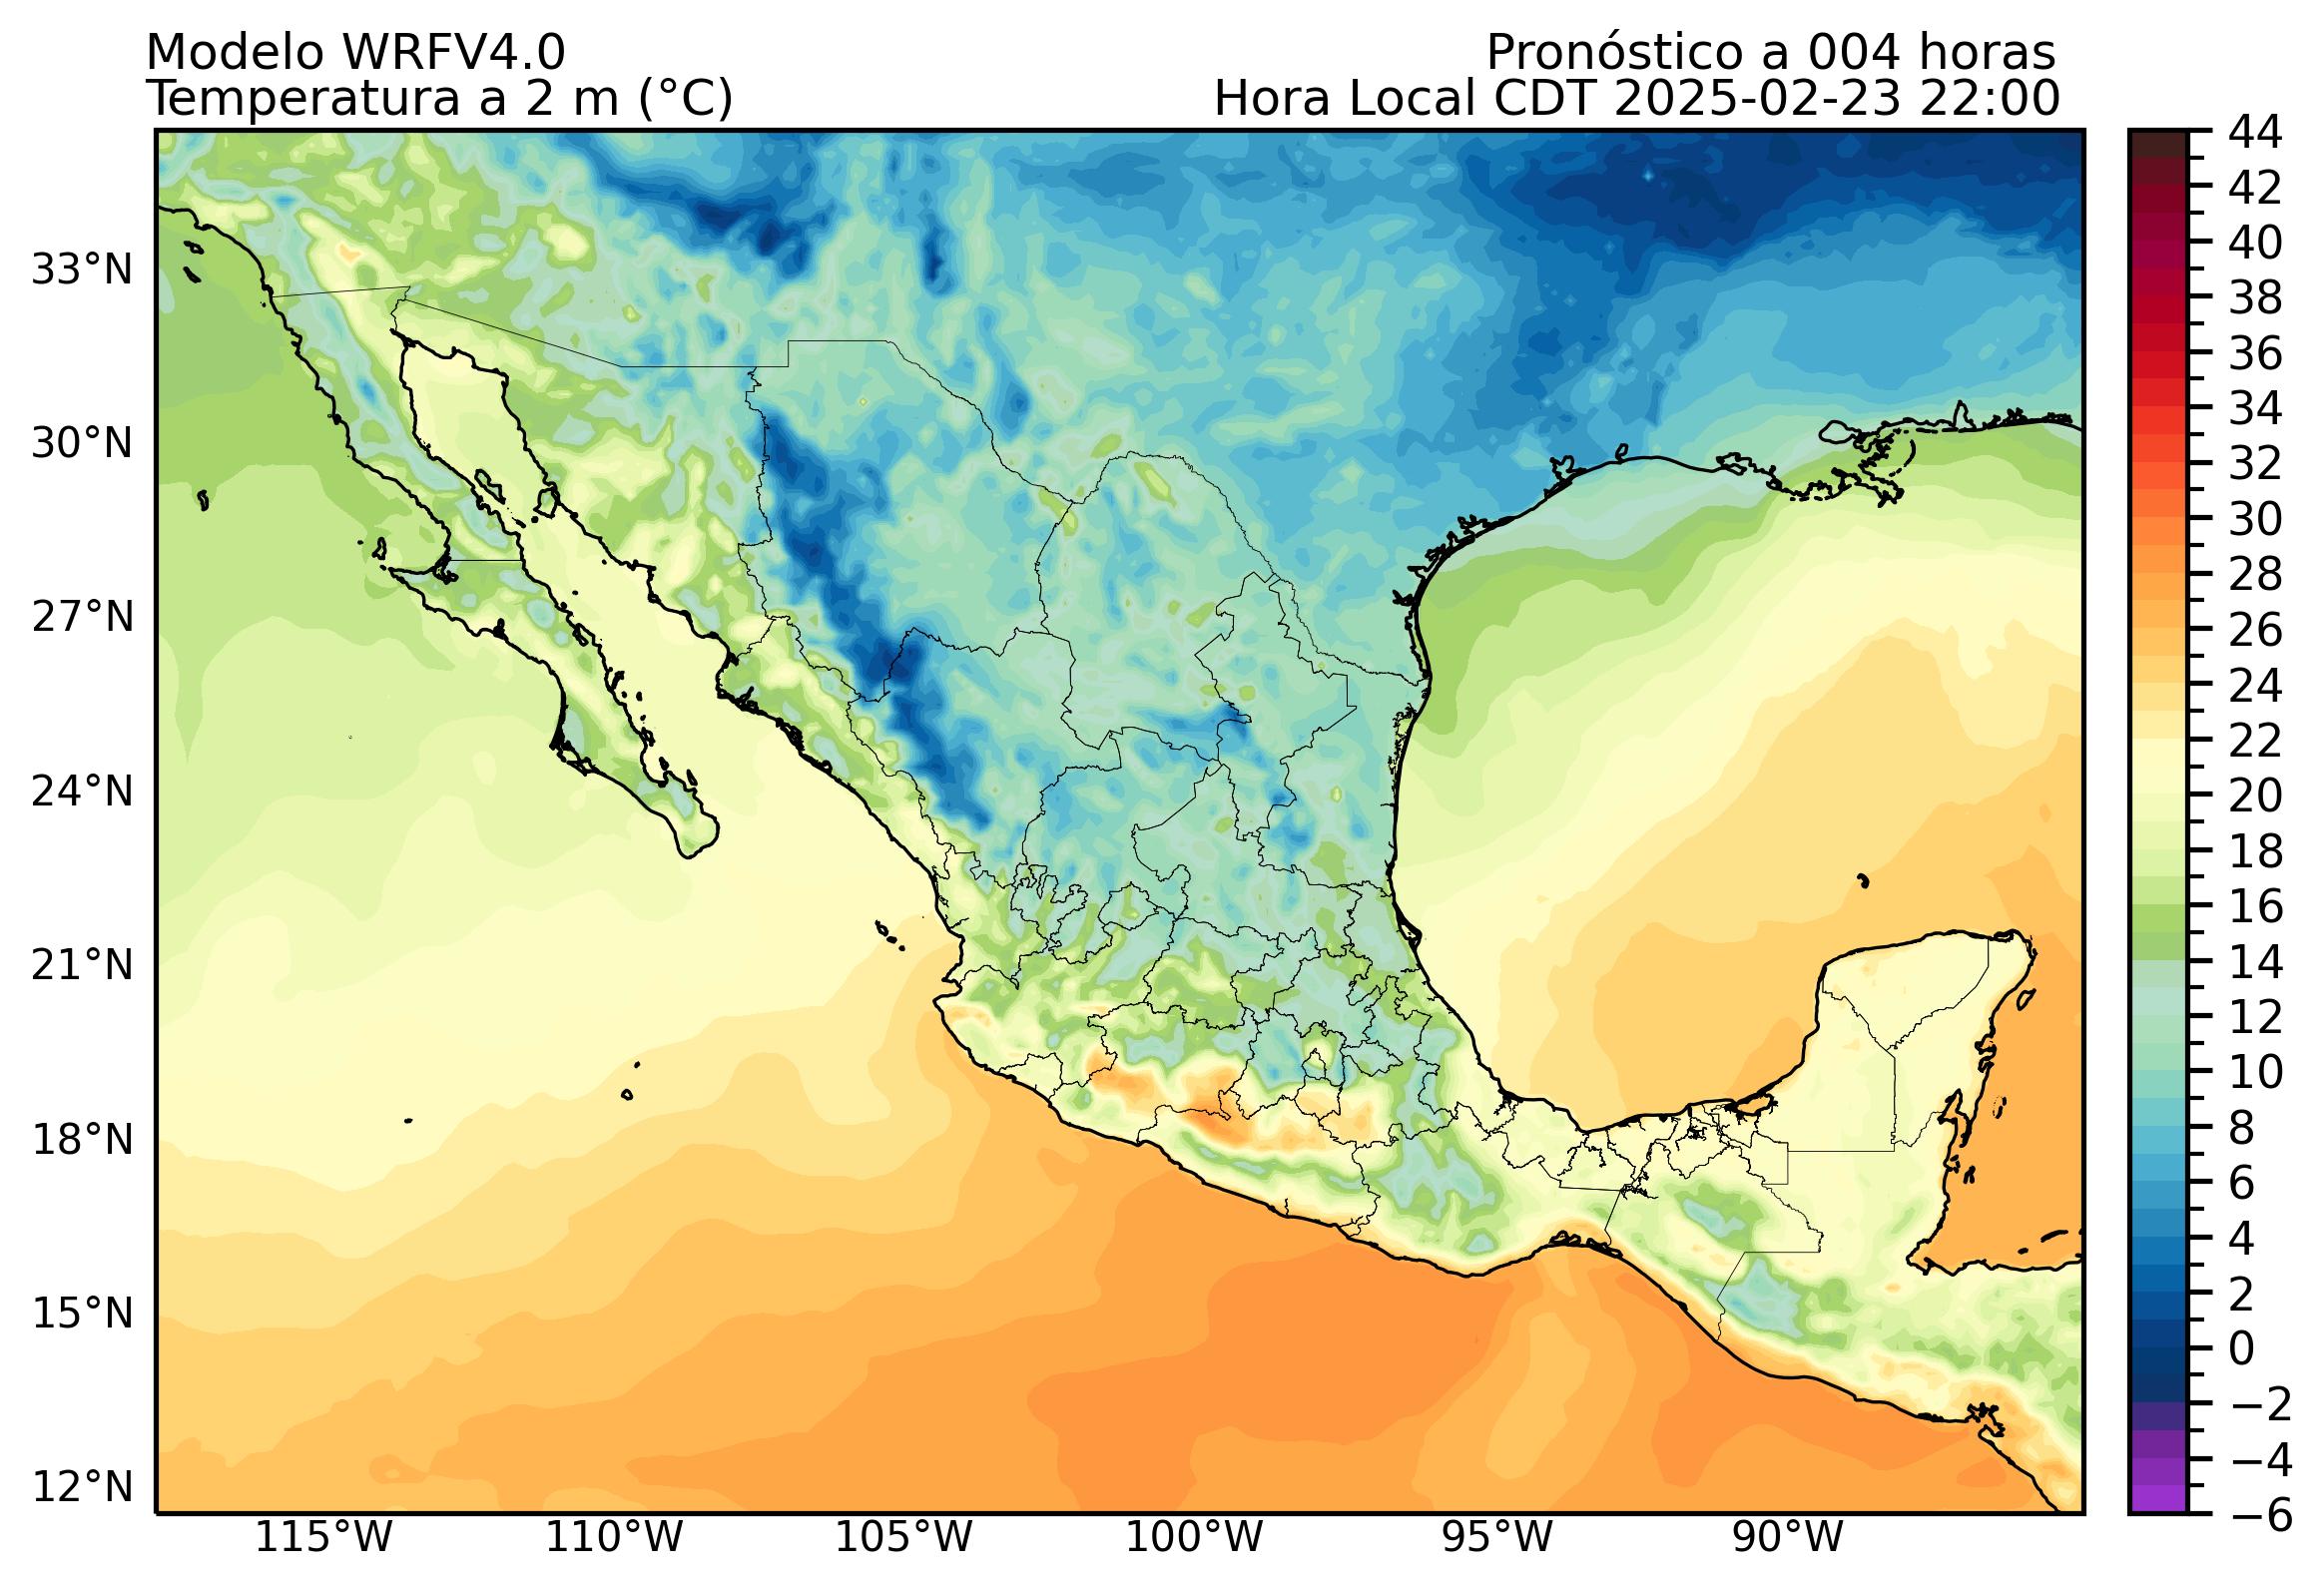 Modelo WRFV4.0
Temperatura a 2 m (°C)
Pronóstico a 004 horas
Hora Local CDT 2025-02-23 22:00
33°N
30°N
27°N
24°N
21°N
18°N
15°N
12°N
115°W
110°W
105°W
100°W
95°W
90°W
44
42
40
38
36
34
32
30
28
26
24
22
20
18
16
14
12
10
8
6
4
2
0
−2
−4
−6